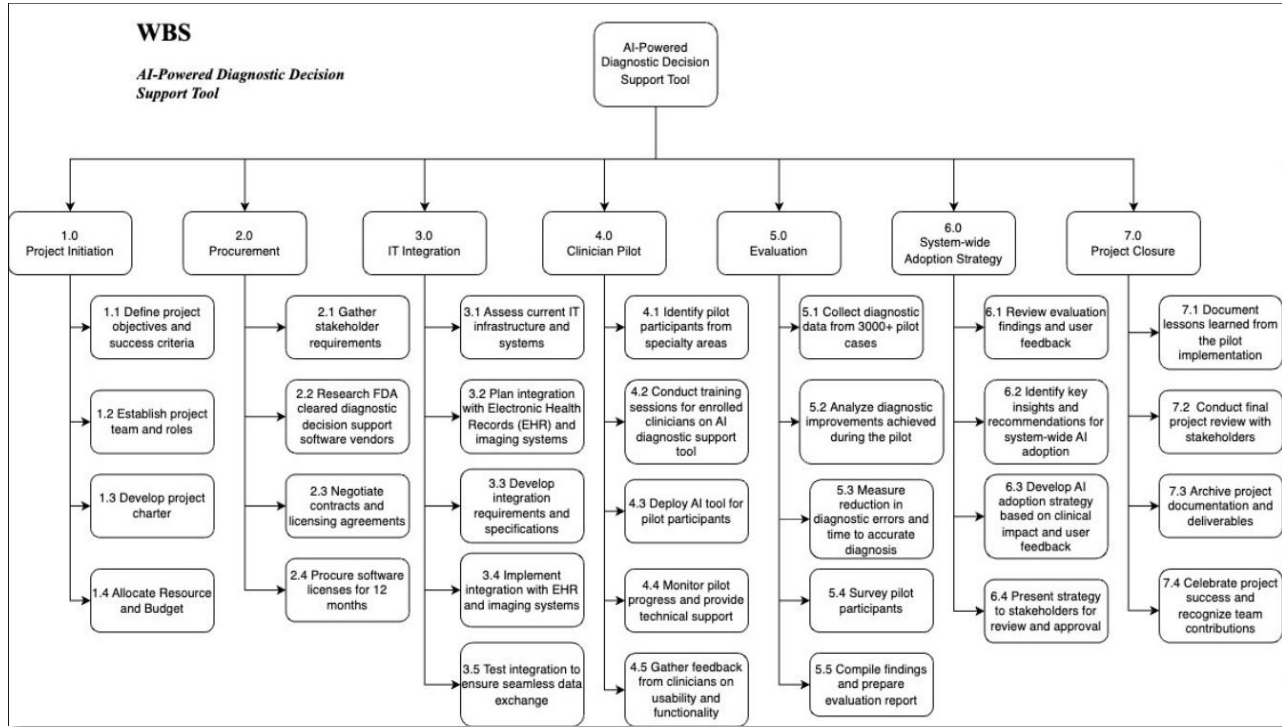 WBS
AI-Powered Diagnostic Decision
Support Tool
AI-Powered
Diagnostic Decision
Support Tool
1.0
Project Initiation
1.1 Define project
objectives and
success criteria
1.2 Establish project
team and roles
1.3 Develop project
charter
1.4 Allocate Resource
and Budget
2.0
Procurement
2.1 Gather
stakeholder
requirements
2.2 Research FDA
cleared diagnostic
decision support
software vendors
2.3 Negotiate
contracts and
licensing agreements
2.4 Procure software
licenses for 12
months
3.0
IT Integration
3.1 Assess current IT
infrastructure and
systems
3.2 Plan integration
with Electronic Health
Records (EHR) and
imaging systems
3.3 Develop
integration
requirements and
specifications
3.4 Implement
integration with EHR
and imaging systems
3.5 Test integration to
ensure seamless data
exchange
4.0
Clinician Pilot
4.1 Identify pilot
participants from
specialty areas
4.2 Conduct training
sessions for enrolled
clinicians on AI
diagnostic support
tool
4.3 Deploy AI tool for
pilot participants
4.4 Monitor pilot
progress and provide
technical support
4.5 Gather feedback
from clinicians on
usability and
functionality
5.0
Evaluation
5.1 Collect diagnostic
data from 3000+ pilot
cases
5.2 Analyze diagnostic
improvements achieved
during the pilot
5.3 Measure
reduction in
diagnostic errors and
time to accurate
diagnosis
5.4 Survey pilot
participants
5.5 Compile findings
and prepare
evaluation report
6.0
System-wide
Adoption Strategy
6.1 Review evaluation
findings and user
feedback
6.2 Identify key
insights and
recommendations for
system-wide AI
adoption
6.3 Develop AI
adoption strategy
based on clinical
impact and user
feedback
6.4 Present strategy
to stakeholders for
review and approval
7.0
Project Closure
7.1 Document
lessons learned from
the pilot
implementation
7.2 Conduct final
project review with
stakeholders
7.3 Archive project
documentation and
deliverables
7.4 Celebrate project
success and
recognize team
contributions